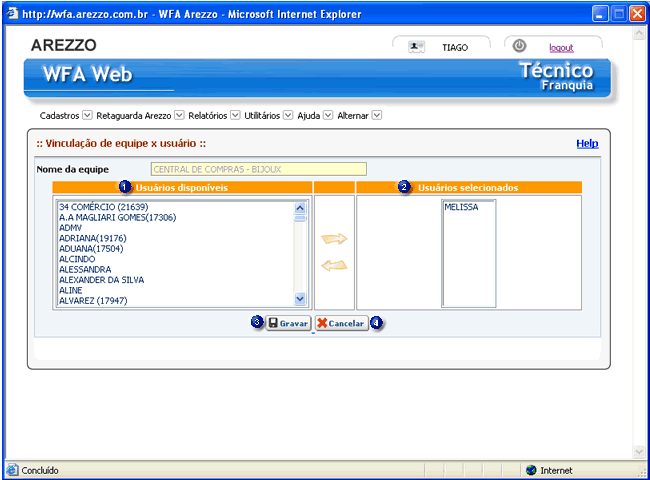 http://wfa.arezzo.com.br - WFA Arezzo - Microsoft Internet Explorer
AREZZO
TIAGO
logout
WFA Web
Técnico
Franquia
Cadastros Retaguarda Arezzo Relatórios Utilitários Ajuda Alternar
:: Vinculação de equipe x usuário ::
Help
Nome da equipe CENTRAL DE COMPRAS - BIJOUX
1 Usuários disponíveis
2 Usuários selecionados
34 COMÉRCIO (21639)
A.A MAGLIARI GOMES(17306)
ADMV
ADRIANA(19176)
ADUANA(17504)
ALCINDO
ALESSANDRA
ALEXANDER DA SILVA
ALINE
ALVAREZ (17947)
MELISSA
3 Gravar Cancelar 4
Concluído
Internet